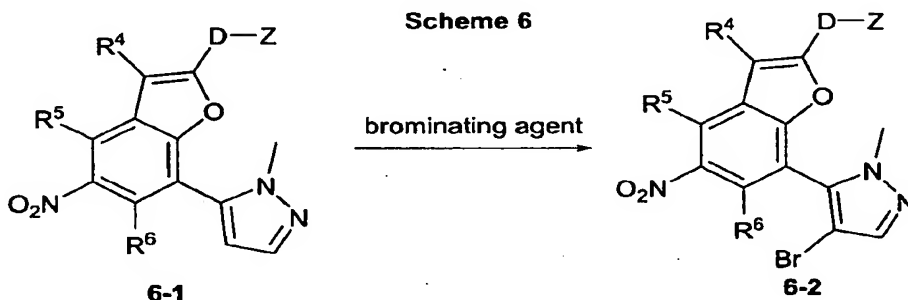 Scheme 6
D—Z D—Z
R⁴ R⁴
O O
R⁵ brominating agent R⁵
N N
O₂N N O₂N N
R⁶ R⁶
Br
6-1 6-2